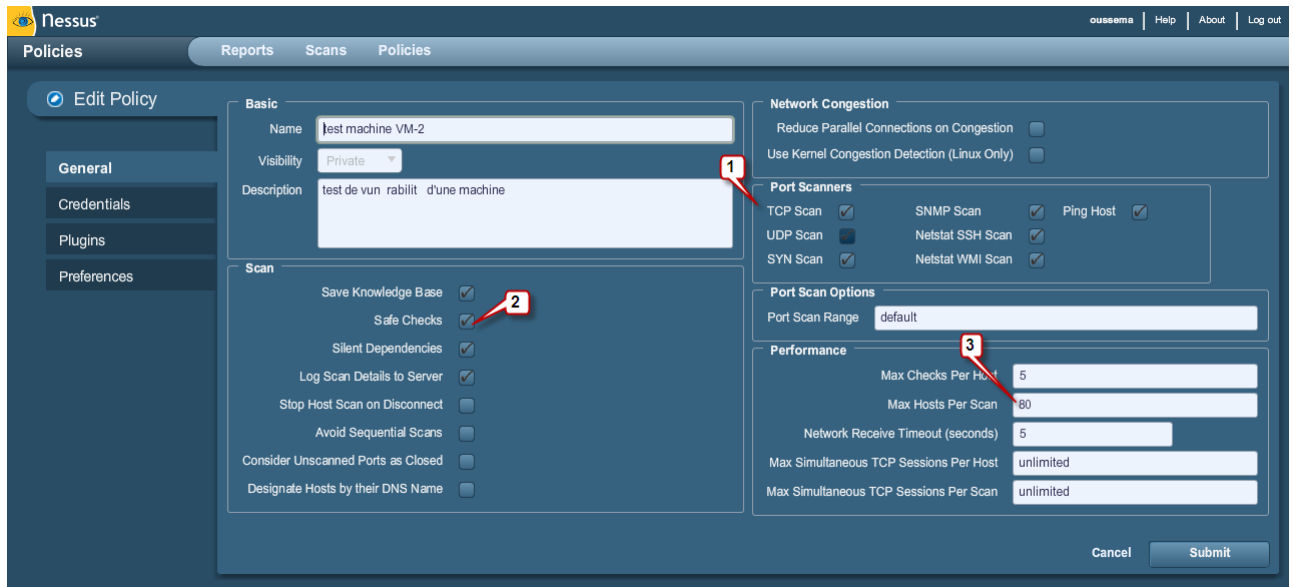 Nessus
oussema | Help | About | Log out
Policies
Reports Scans Policies
Edit Policy
General
Credentials
Plugins
Preferences
Basic
Name test machine VM-2
Visibility Private
Description test de vun rabilit d'une machine
Scan
Save Knowledge Base
Safe Checks
2
Silent Dependencies
Log Scan Details to Server
Stop Host Scan on Disconnect
Avoid Sequential Scans
Consider Unscanned Ports as Closed
Designate Hosts by their DNS Name
Network Congestion
Reduce Parallel Connections on Congestion
Use Kernel Congestion Detection (Linux Only)
1
Port Scanners
TCP Scan SNMP Scan Ping Host
UDP Scan Netstat SSH Scan
SYN Scan Netstat WMI Scan
Port Scan Options
Port Scan Range default
3
Performance
Max Checks Per Host 5
Max Hosts Per Scan 80
Network Receive Timeout (seconds) 5
Max Simultaneous TCP Sessions Per Host unlimited
Max Simultaneous TCP Sessions Per Scan unlimited
Cancel Submit